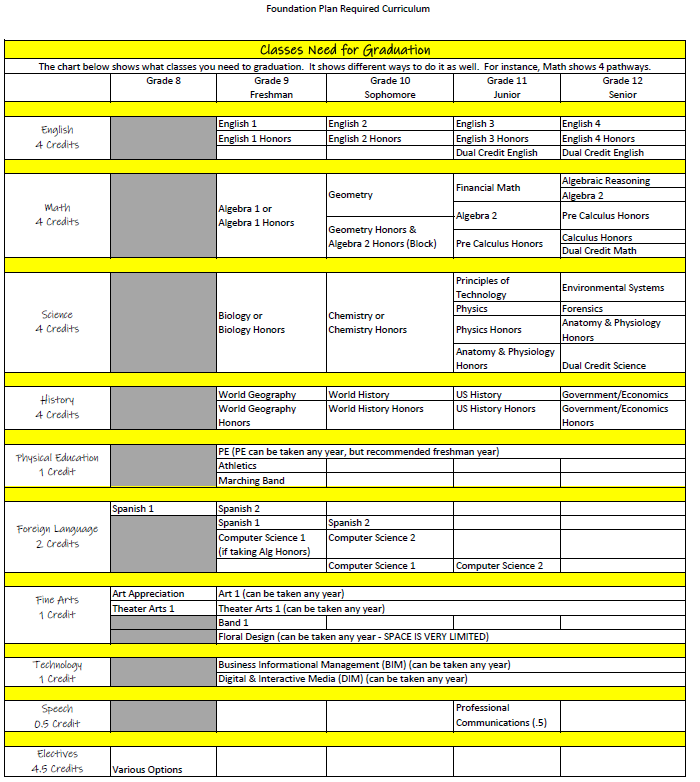 Foundation Plan Required Curriculum
Classes Need for Graduation
The chart below shows what classes you need to graduation. It shows different ways to do it as well. For instance, Math shows 4 pathways.
Grade 8 Grade 9 Grade 10 Grade 11 Grade 12
Freshman Sophomore Junior Senior
English
4 Credits
English 1 English 2 English 3 English 4
English 1 Honors English 2 Honors English 3 Honors English 4 Honors
Dual Credit English Dual Credit English
Math
4 Credits
Algebra 1 or
Algebra 1 Honors
Geometry
Geometry Honors &
Algebra 2 Honors (Block)
Financial Math
Algebra 2
Pre Calculus Honors
Algebraic Reasoning
Algebra 2
Pre Calculus Honors
Calculus Honors
Dual Credit Math
Science
4 Credits
Biology or
Biology Honors
Chemistry or
Chemistry Honors
Principles of
Technology
Physics
Physics Honors
Anatomy & Physiology
Honors
Environmental Systems
Forensics
Anatomy & Physiology
Honors
Dual Credit Science
History
4 Credits
World Geography World History US History Government/Economics
World Geography
Honors
World History Honors
US History Honors
Government/Economics
Honors
Physical Education
1 Credit
PE (PE can be taken any year, but recommended freshman year)
Athletics
Marching Band
Foreign Language
2 Credits
Spanish 1 Spanish 2
Spanish 1 Spanish 2
Computer Science 1
(if taking Alg Honors)
Computer Science 2
Computer Science 1 Computer Science 2
Fine Arts
1 Credit
Art Appreciation Art 1 (can be taken any year)
Theater Arts 1 Theater Arts 1 (can be taken any year)
Band 1
Floral Design (can be taken any year - SPACE IS VERY LIMITED)
Technology
1 Credit
Business Informational Management (BIM) (can be taken any year)
Digital & Interactive Media (DIM) (can be taken any year)
Speech
0.5 Credit
Professional
Communications (.5)
Electives
4.5 Credits
Various Options